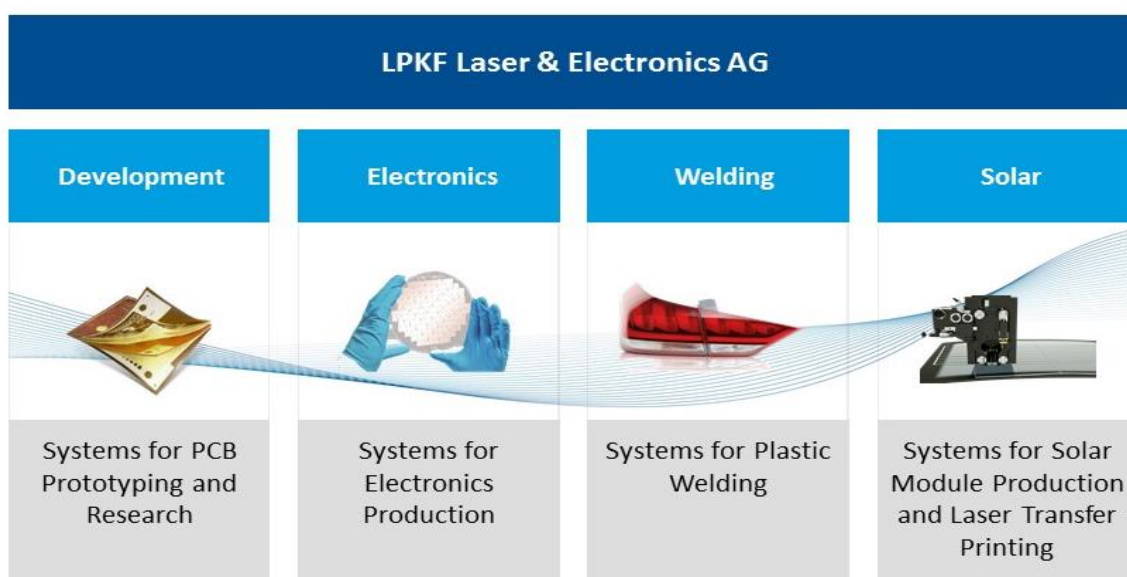 LPKF Laser & Electronics AG
Development
Electronics
Welding
Solar
Systems for PCB
Prototyping and
Research
Systems for
Electronics
Production
Systems for Plastic
Welding
Systems for Solar
Module Production
and Laser Transfer
Printing